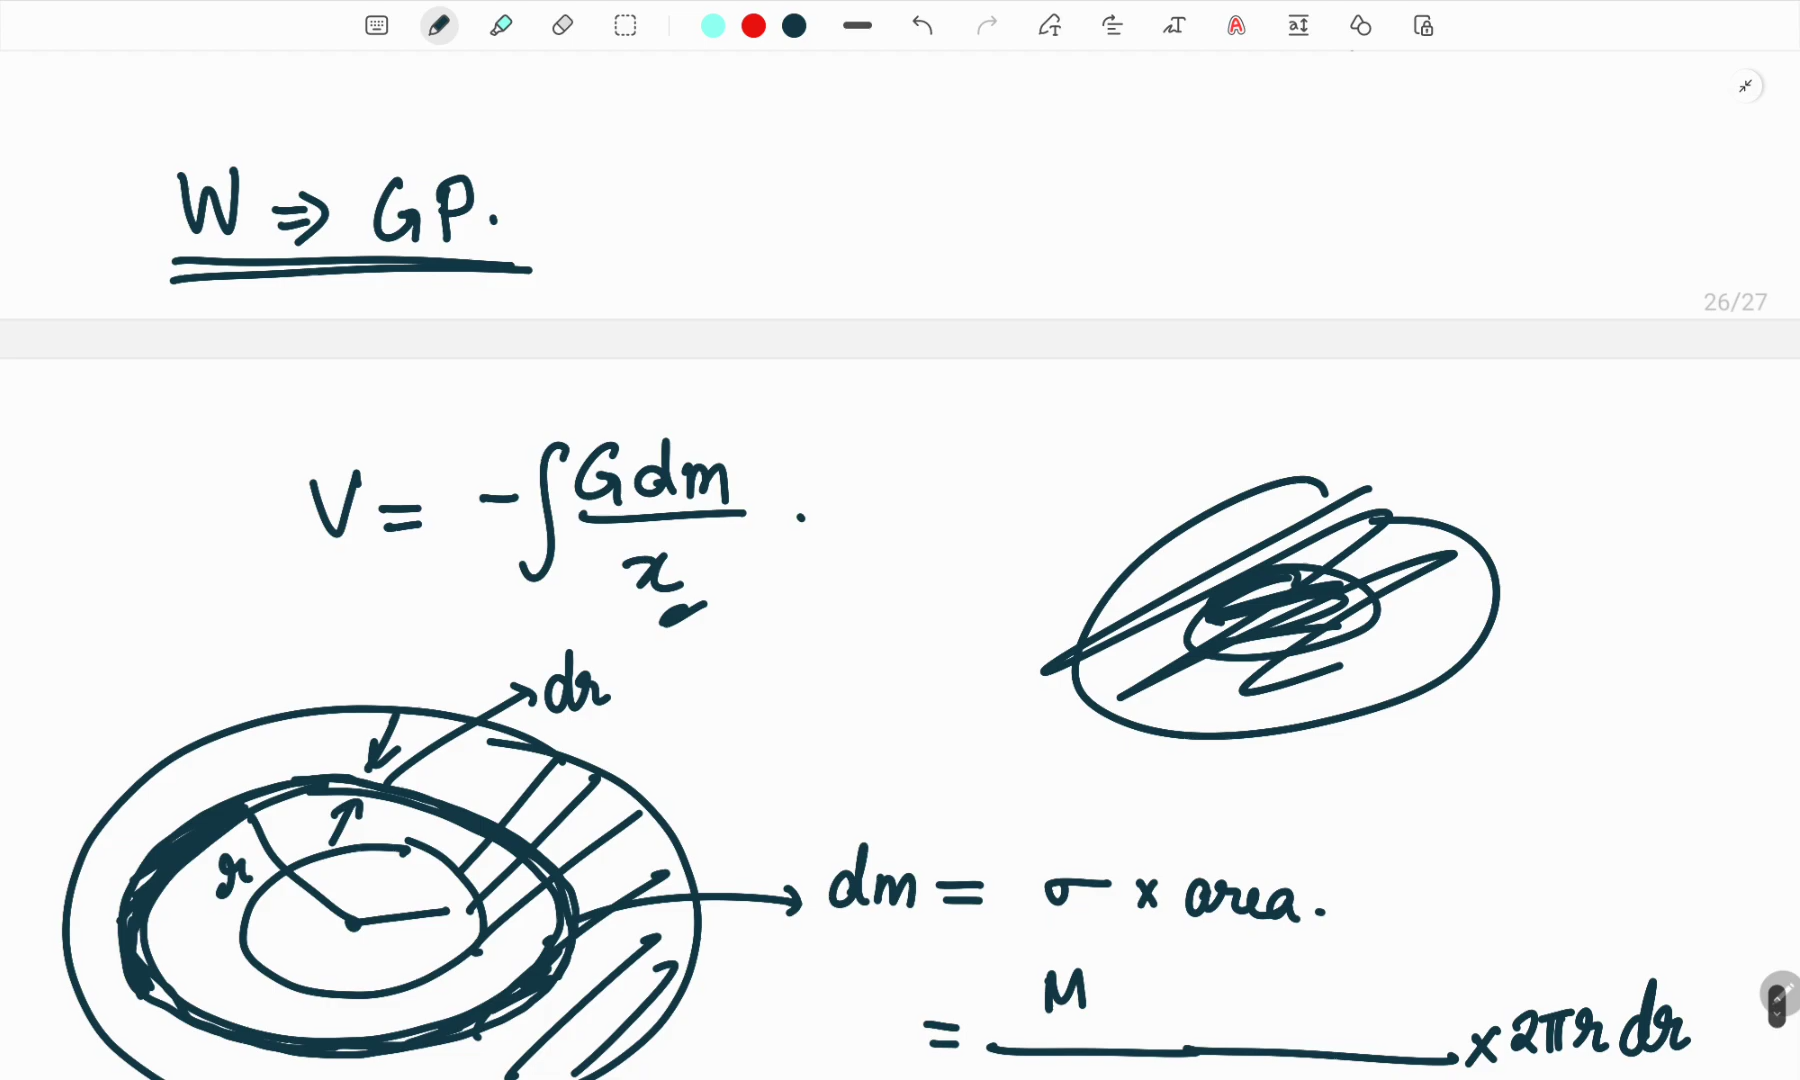 W ⇒ GP.
26/27
V = -∫ Gdm / x .
dr
r
dm = σ × area.
= M / × 2πr dr